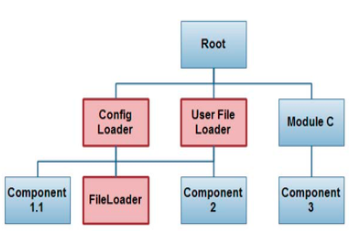 Root
Config
Loader
User File
Loader
Module C
Component
1.1
FileLoader
Component
2
Component
3